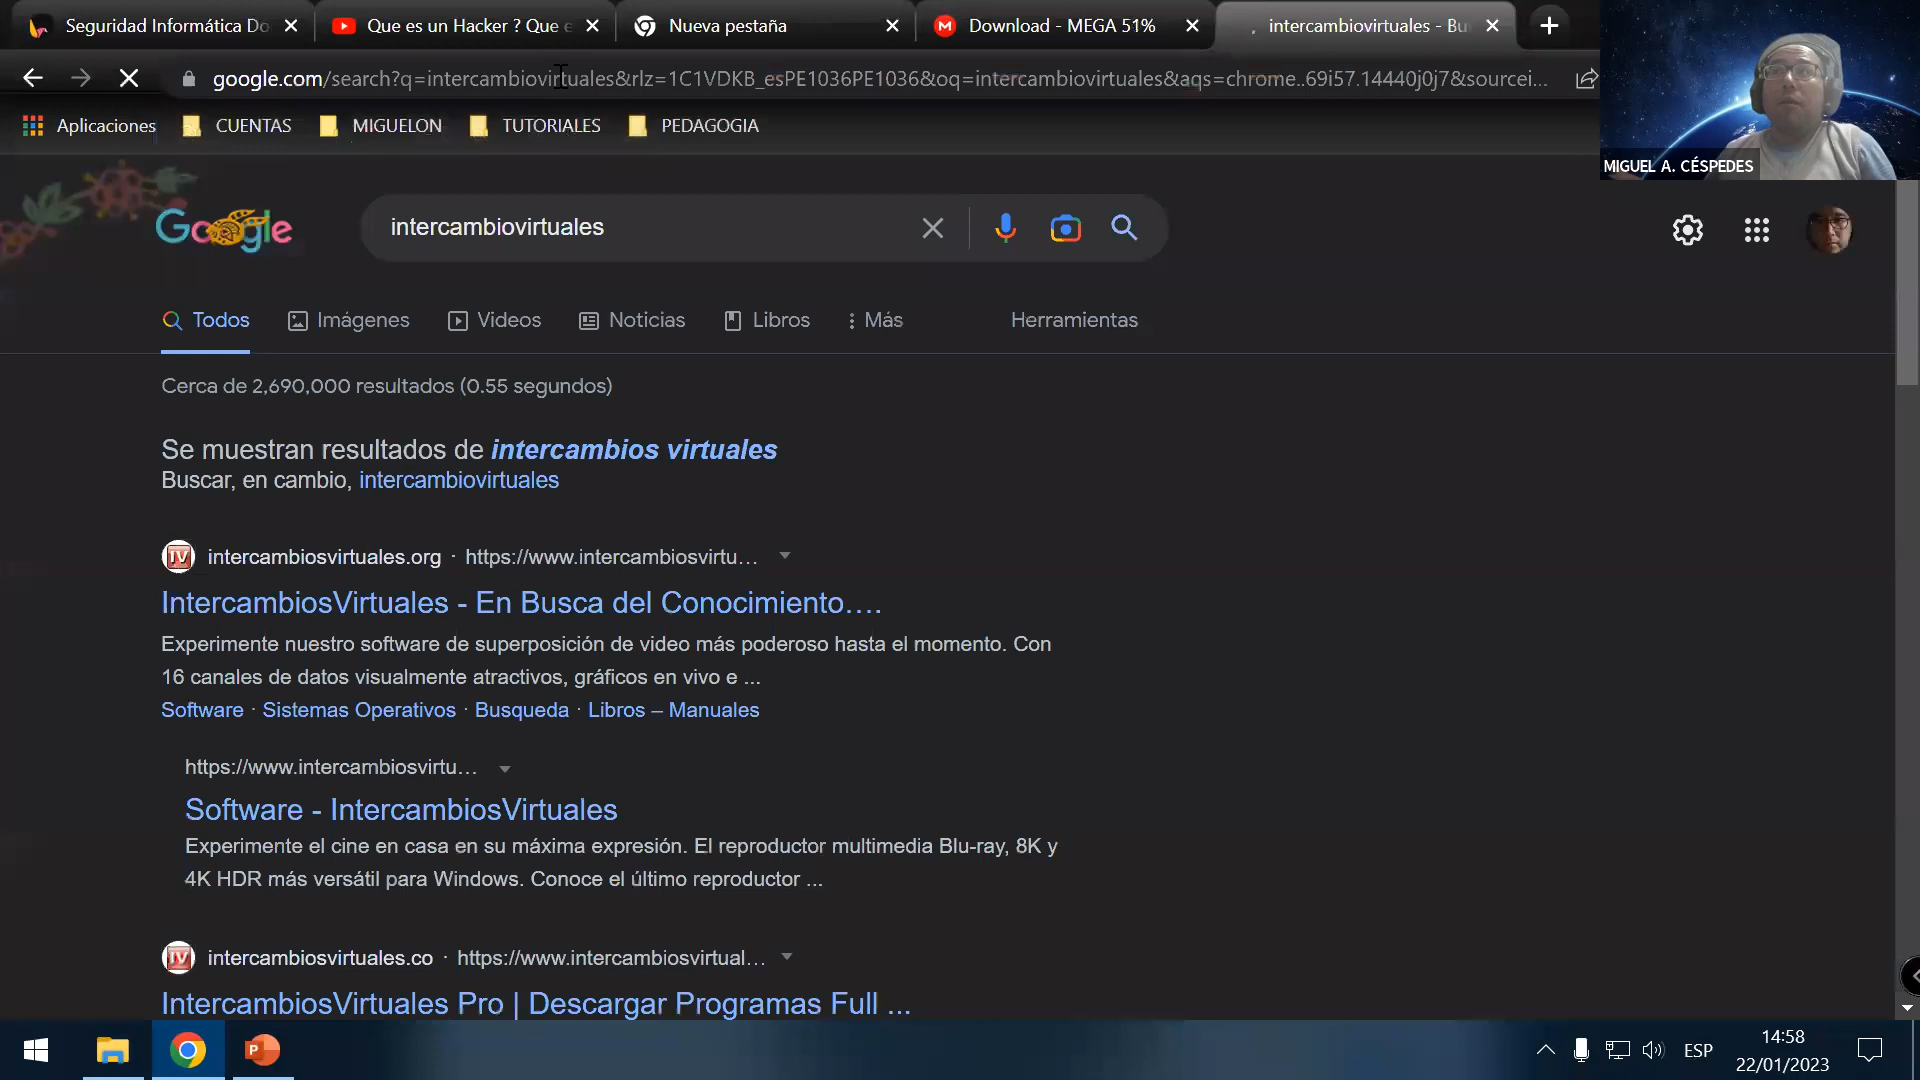 Seguridad Informática Do
Que es un Hacker ? Que e
Nueva pestaña
Download - MEGA 51%
intercambiovirtuales - Bu
google.com/search?q=intercambiovirtuales&rlz=1C1VDKB_esPE1036PE1036&oq=intercambiovirtuales&aqs=chrome..69i57.14440j0j7&sourcei...
Aplicaciones
CUENTAS
MIGUELON
TUTORIALES
PEDAGOGIA
MIGUEL A. CÉSPEDES
Google
intercambiovirtuales
Todos
Imágenes
Videos
Noticias
Libros
Más
Herramientas
Cerca de 2,690,000 resultados (0.55 segundos)
Se muestran resultados de intercambios virtuales
Buscar, en cambio, intercambiovirtuales
IV intercambiosvirtuales.org · https://www.intercambiosvirtu...
IntercambiosVirtuales - En Busca del Conocimiento....
Experimente nuestro software de superposición de video más poderoso hasta el momento. Con
16 canales de datos visualmente atractivos, gráficos en vivo e ...
Software · Sistemas Operativos · Busqueda · Libros – Manuales
https://www.intercambiosvirtu...
Software - IntercambiosVirtuales
Experimente el cine en casa en su máxima expresión. El reproductor multimedia Blu-ray, 8K y
4K HDR más versátil para Windows. Conoce el último reproductor ...
IV intercambiosvirtuales.co · https://www.intercambiosvirtual...
IntercambiosVirtuales Pro | Descargar Programas Full ...
P
ESP
14:58
22/01/2023